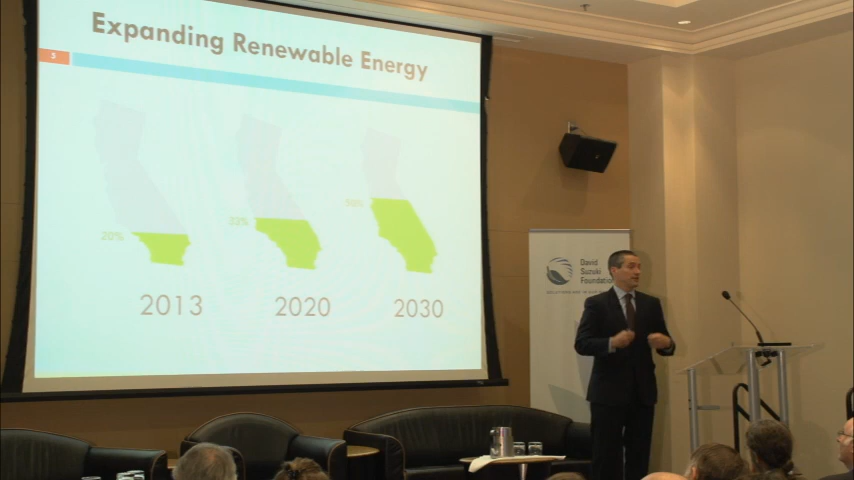 Expanding Renewable Energy
5
20%
33%
50%
2013
2020
2030
David
Suzuki
Foundation